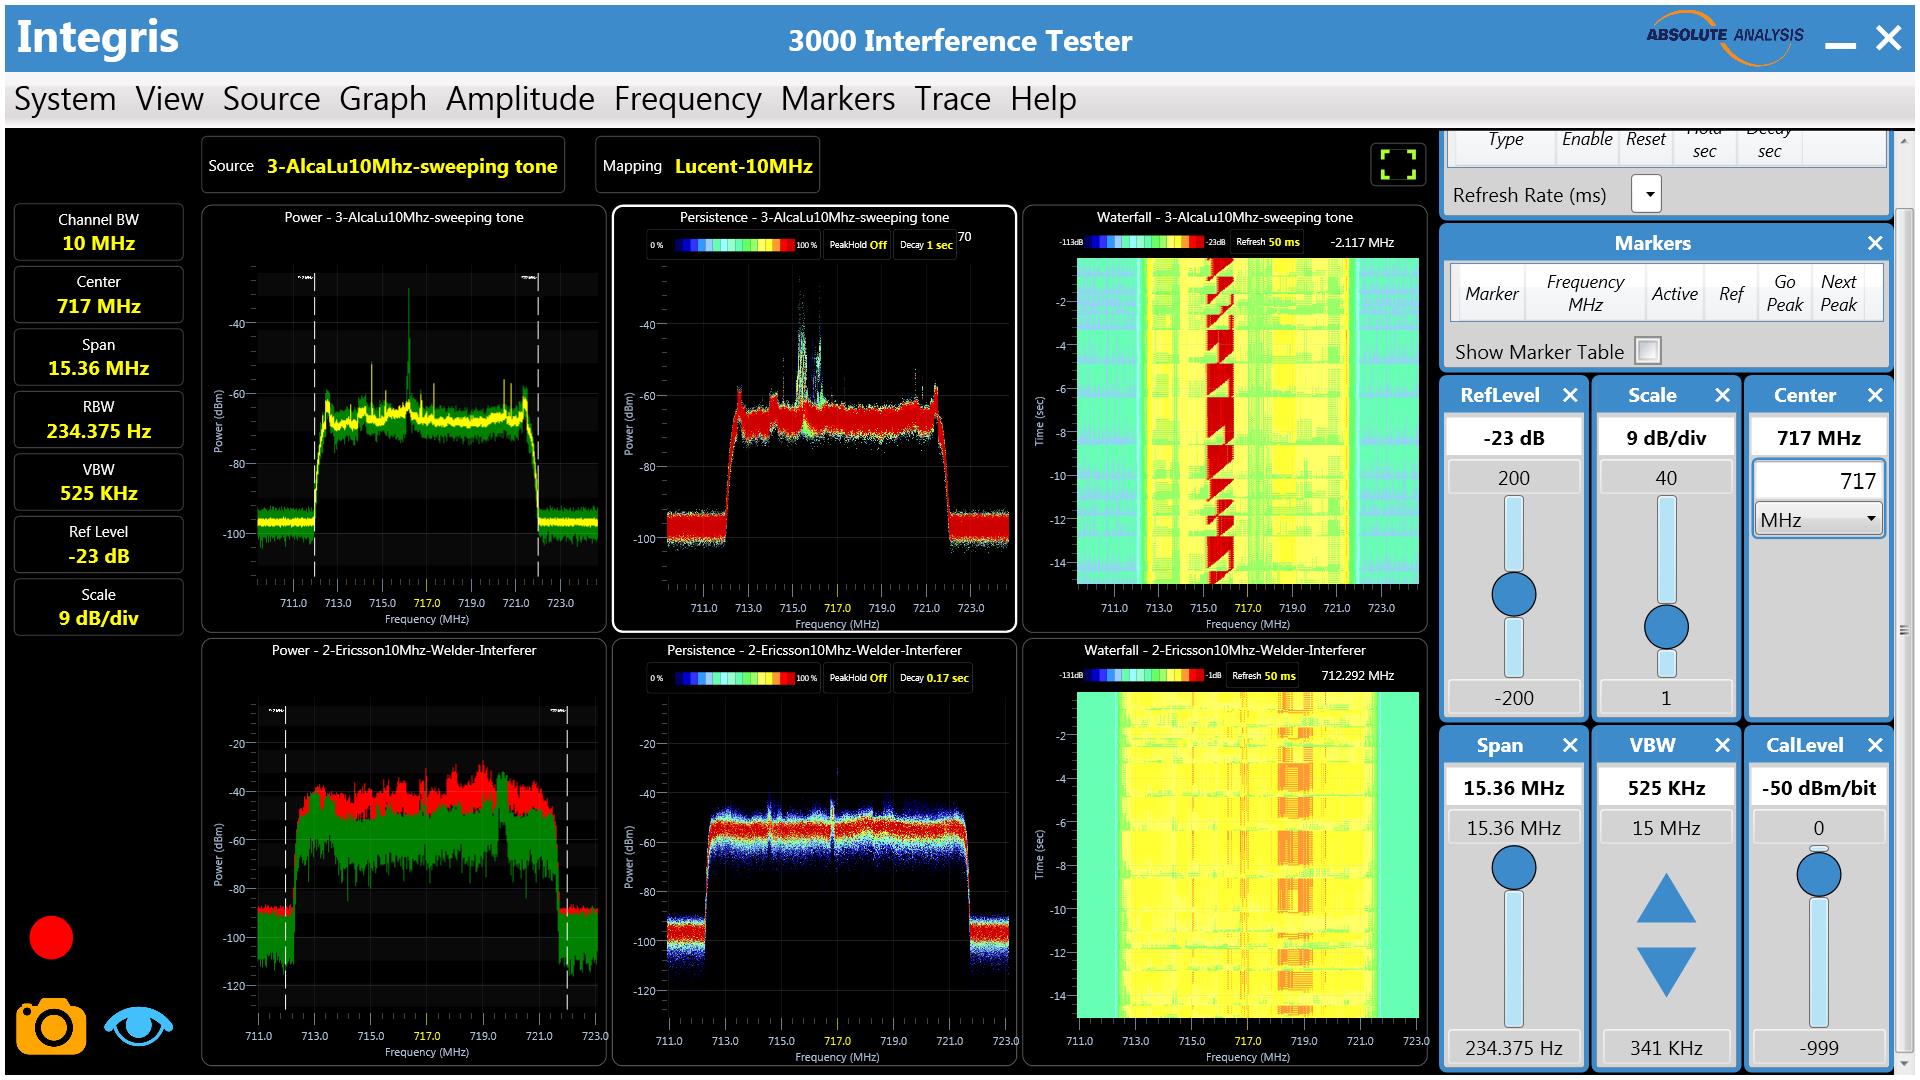 Integris
3000 Interference Tester
ABSOLUTE ANALYSIS
System View Source Graph Amplitude Frequency Markers Trace Help
Source 3-AlcaLu10Mhz-sweeping tone
Mapping Lucent-10MHz
Channel BW
10 MHz
Center
717 MHz
Span
15.36 MHz
RBW
234.375 Hz
VBW
525 KHz
Ref Level
-23 dB
Scale
9 dB/div
Power - 3-AlcaLu10Mhz-sweeping tone
Power (dBm)
-40
-60
-80
-100
711.0 713.0 715.0 717.0 719.0 721.0 723.0
Frequency (MHz)
Persistence - 3-AlcaLu10Mhz-sweeping tone
0 % 100 % PeakHold Off Decay 1 sec 70
Power (dBm)
-40
-60
-80
-100
711.0 713.0 715.0 717.0 719.0 721.0 723.0
Frequency (MHz)
Waterfall - 3-AlcaLu10Mhz-sweeping tone
-113dB -23dB Refresh 50 ms -2.117 MHz
Time (sec)
-2
-4
-6
-8
-10
-12
-14
711.0 713.0 715.0 717.0 719.0 721.0 723.0
Frequency (MHz)
Power - 2-Ericsson10Mhz-Welder-Interferer
Power (dBm)
-20
-40
-60
-80
-100
-120
711.0 713.0 715.0 717.0 719.0 721.0 723.0
Frequency (MHz)
Persistence - 2-Ericsson10Mhz-Welder-Interferer
0 % 100 % PeakHold Off Decay 0.17 sec
Power (dBm)
-20
-40
-60
-80
-100
-120
711.0 713.0 715.0 717.0 719.0 721.0 723.0
Frequency (MHz)
Waterfall - 2-Ericsson10Mhz-Welder-Interferer
-131dB -1dB Refresh 50 ms 712.292 MHz
Time (sec)
-2
-4
-6
-8
-10
-12
-14
711.0 713.0 715.0 717.0 719.0 721.0 723.0
Frequency (MHz)
Type Enable Reset Hold sec Decay sec
Refresh Rate (ms)
Markers
Marker Frequency MHz Active Ref Go Peak Next Peak
Show Marker Table
RefLevel
-23 dB
200
-200
Scale
9 dB/div
40
1
Center
717 MHz
717
MHz
Span
15.36 MHz
15.36 MHz
234.375 Hz
VBW
525 KHz
15 MHz
341 KHz
CalLevel
-50 dBm/bit
0
-999